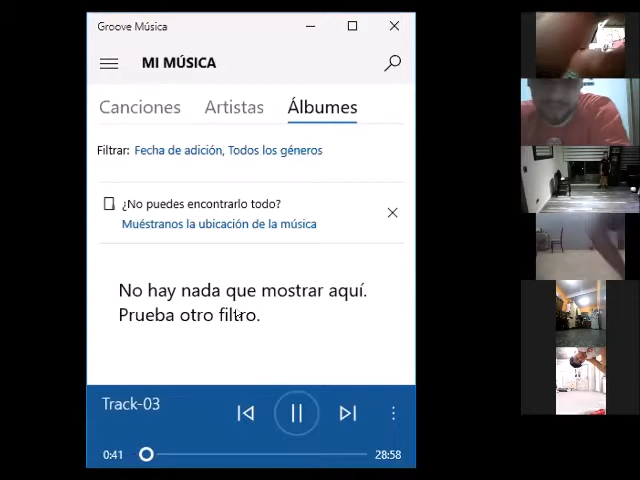 Groove Música
MI MÚSICA
Canciones Artistas Álbumes
Filtrar: Fecha de adición, Todos los géneros
¿No puedes encontrarlo todo?
Muéstranos la ubicación de la música
No hay nada que mostrar aquí.
Prueba otro filtro.
Track-03
0:41 28:58